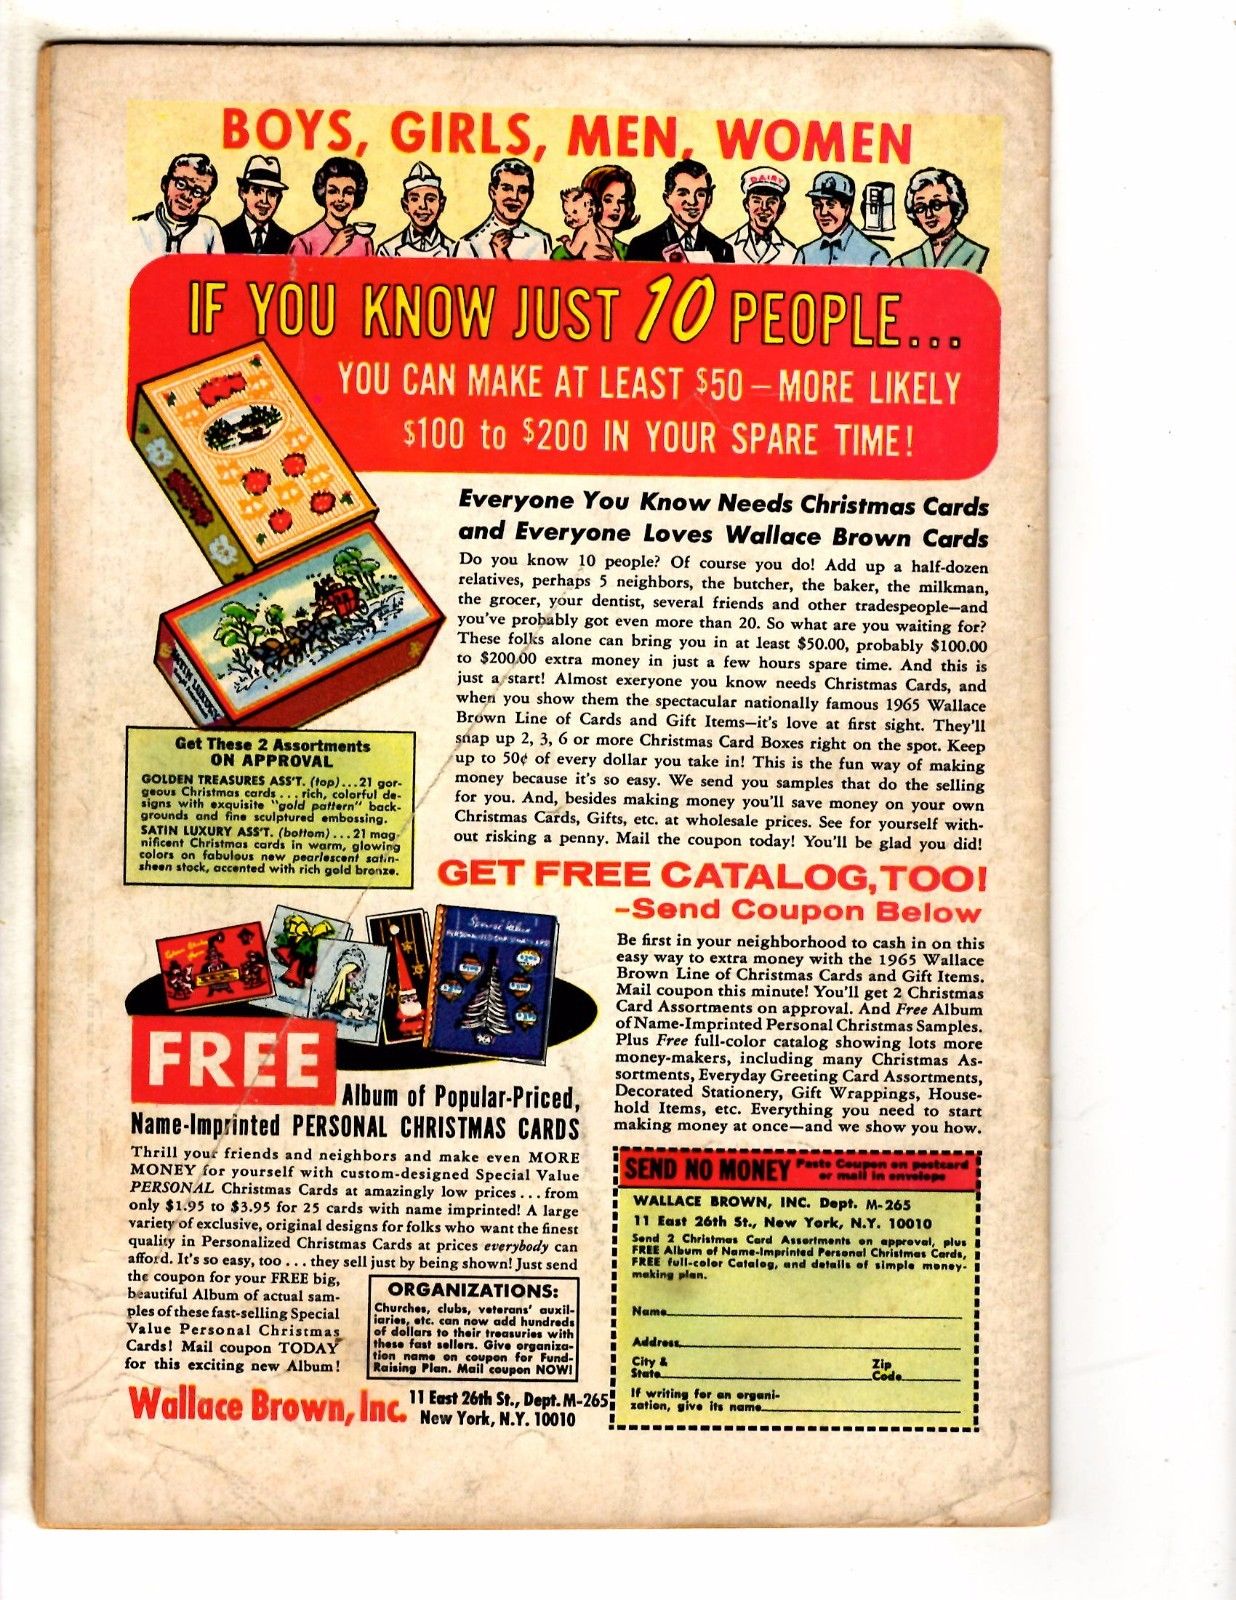 BOYS, GIRLS, MEN, WOMEN
DAIRY
IF YOU KNOW JUST 10 PEOPLE...
YOU CAN MAKE AT LEAST $50 – MORE LIKELY
$100 to $200 IN YOUR SPARE TIME!
Everyone You Know Needs Christmas Cards
and Everyone Loves Wallace Brown Cards
Do you know 10 people? Of course you do! Add up a half-dozen
relatives, perhaps 5 neighbors, the butcher, the baker, the milkman,
the grocer, your dentist, several friends and other tradespeople—and
you've probably got even more than 20. So what are you waiting for?
These folks alone can bring you in at least $50.00, probably $100.00
to $200.00 extra money in just a few hours spare time. And this is
just a start! Almost exeryone you know needs Christmas Cards, and
when you show them the spectacular nationally famous 1965 Wallace
Brown Line of Cards and Gift Items—it's love at first sight. They'll
snap up 2, 3, 6 or more Christmas Card Boxes right on the spot. Keep
up to 50¢ of every dollar you take in! This is the fun way of making
money because it's so easy. We send you samples that do the selling
for you. And, besides making money you'll save money on your own
Christmas Cards, Gifts, etc. at wholesale prices. See for yourself with-
out risking a penny. Mail the coupon today! You'll be glad you did!
SATIN LUXURY
Get These 2 Assortments
ON APPROVAL
GOLDEN TREASURES ASS'T. (top)...21 gor-
geous Christmas cards...rich, colorful de-
signs with exquisite "gold pattern" back-
grounds and fine sculptured embossing.
SATIN LUXURY ASS'T. (bottom)...21 mag-
nificent Christmas cards in warm, glowing
colors on fabulous new pearlescent satin-
sheen stock, accented with rich gold bronze.
GET FREE CATALOG, TOO!
–Send Coupon Below
Be first in your neighborhood to cash in on this
easy way to extra money with the 1965 Wallace
Brown Line of Christmas Cards and Gift Items.
Mail coupon this minute! You'll get 2 Christmas
Card Assortments on approval. And Free Album
of Name-Imprinted Personal Christmas Samples.
Plus Free full-color catalog showing lots more
money-makers, including many Christmas As-
sortments, Everyday Greeting Card Assortments,
Decorated Stationery, Gift Wrappings, House-
hold Items, etc. Everything you need to start
making money at once—and we show you how.
Special Value
FREE
Album of Popular-Priced,
Name-Imprinted PERSONAL CHRISTMAS CARDS
Thrill your friends and neighbors and make even MORE
MONEY for yourself with custom-designed Special Value
PERSONAL Christmas Cards at amazingly low prices...from
only $1.95 to $3.95 for 25 cards with name imprinted! A large
variety of exclusive, original designs for folks who want the finest
quality in Personalized Christmas Cards at prices everybody can
afford. It's so easy, too...they sell just by being shown! Just send
the coupon for your FREE big,
beautiful Album of actual sam-
ples of these fast-selling Special
Value Personal Christmas
Cards! Mail coupon TODAY
for this exciting new Album!
ORGANIZATIONS:
Churches, clubs, veterans' auxil-
iaries, etc. can now add hundreds
of dollars to their treasuries with
these fast sellers. Give organiza-
tion name on coupon for Fund-
Raising Plan. Mail coupon NOW!
Wallace Brown, Inc.
11 East 26th St., Dept. M-265
New York, N.Y. 10010
SEND NO MONEY Paste Coupon on postcard
or mail in envelope
WALLACE BROWN, INC. Dept. M-265
11 East 26th St., New York, N.Y. 10010
Send 2 Christmas Card Assortments on approval, plus
FREE Album of Name-Imprinted Personal Christmas Cards,
FREE full-color Catalog, and details of simple money-
making plan.
Name
Address
City &
State
Zip
Code
If writing for an organi-
zation, give its name